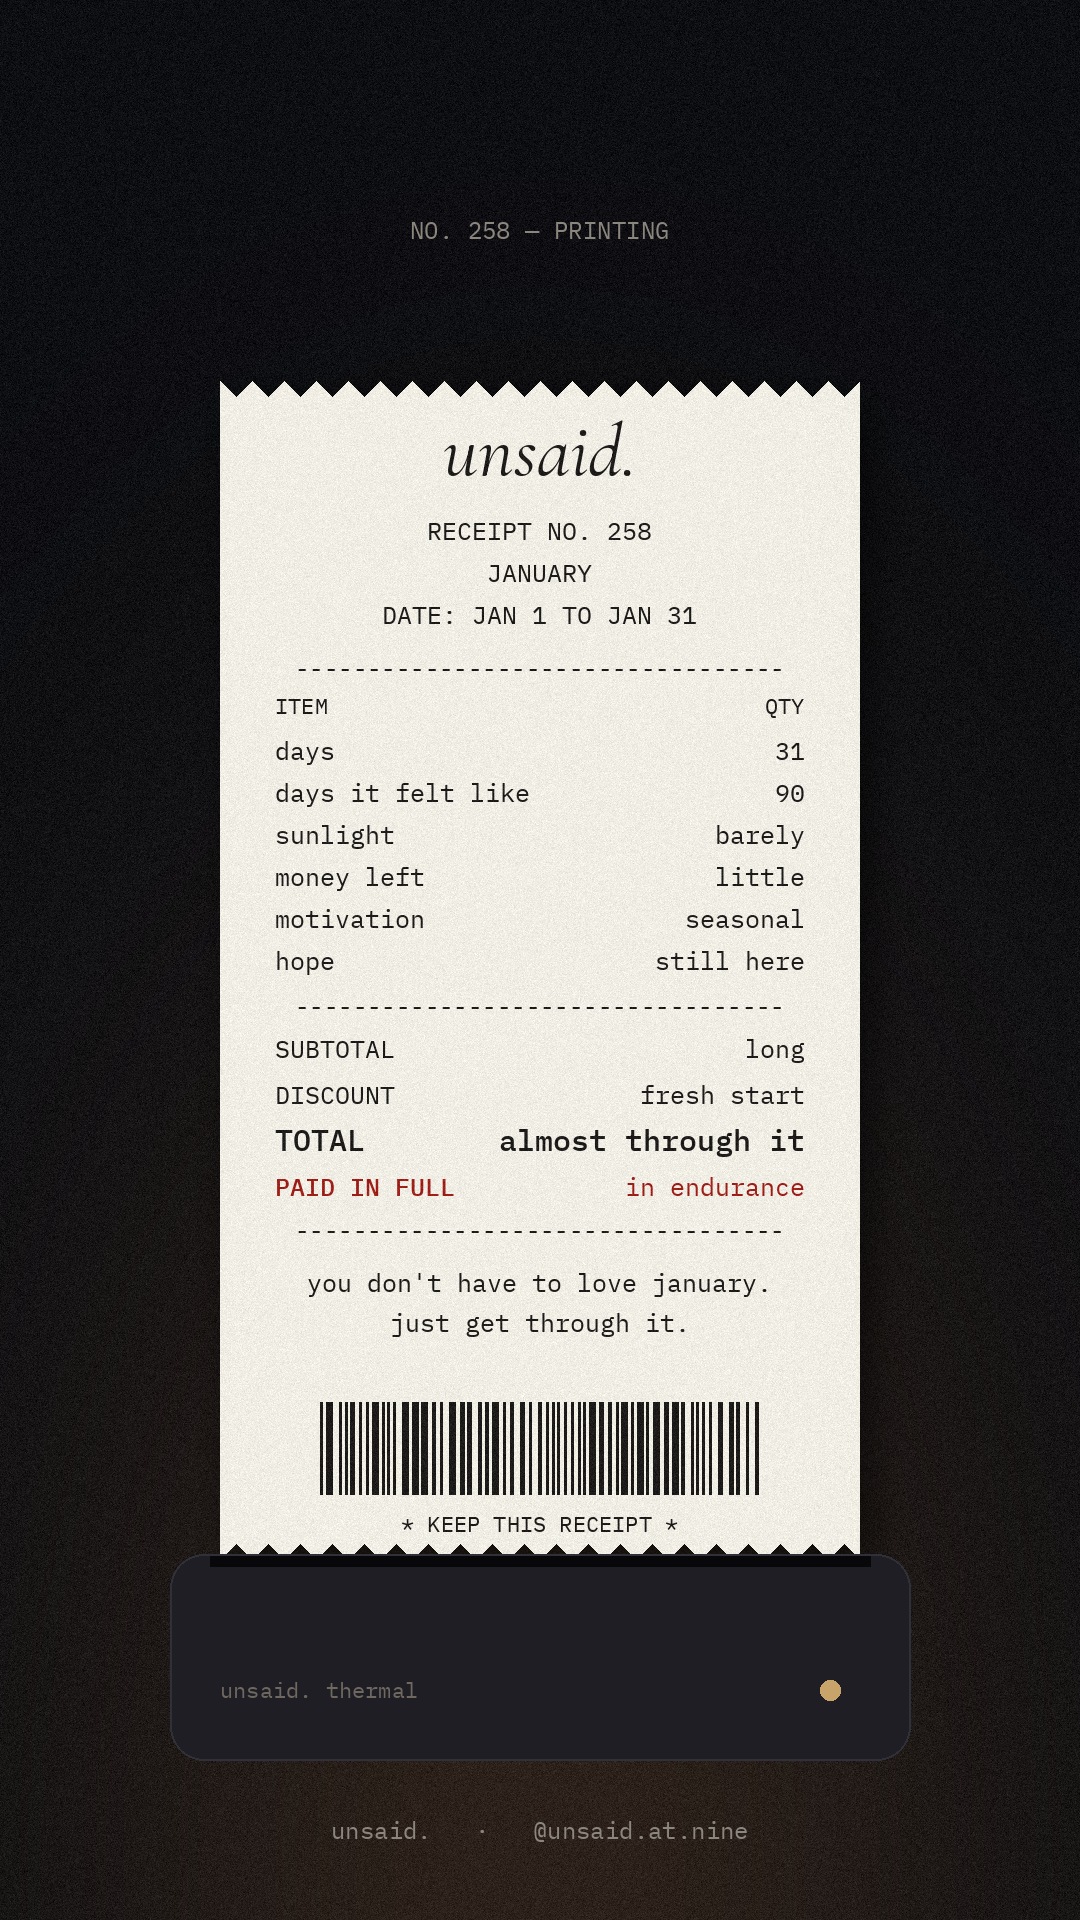 NO. 258 — PRINTING
unsaid.
RECEIPT NO. 258
JANUARY
DATE: JAN 1 TO JAN 31
----------------------------------
ITEM QTY
days 31
days it felt like 90
sunlight barely
money left little
motivation seasonal
hope still here
----------------------------------
SUBTOTAL long
DISCOUNT fresh start
TOTAL almost through it
PAID IN FULL in endurance
----------------------------------
you don't have to love january.
just get through it.
* KEEP THIS RECEIPT *
unsaid. thermal
unsaid. · @unsaid.at.nine